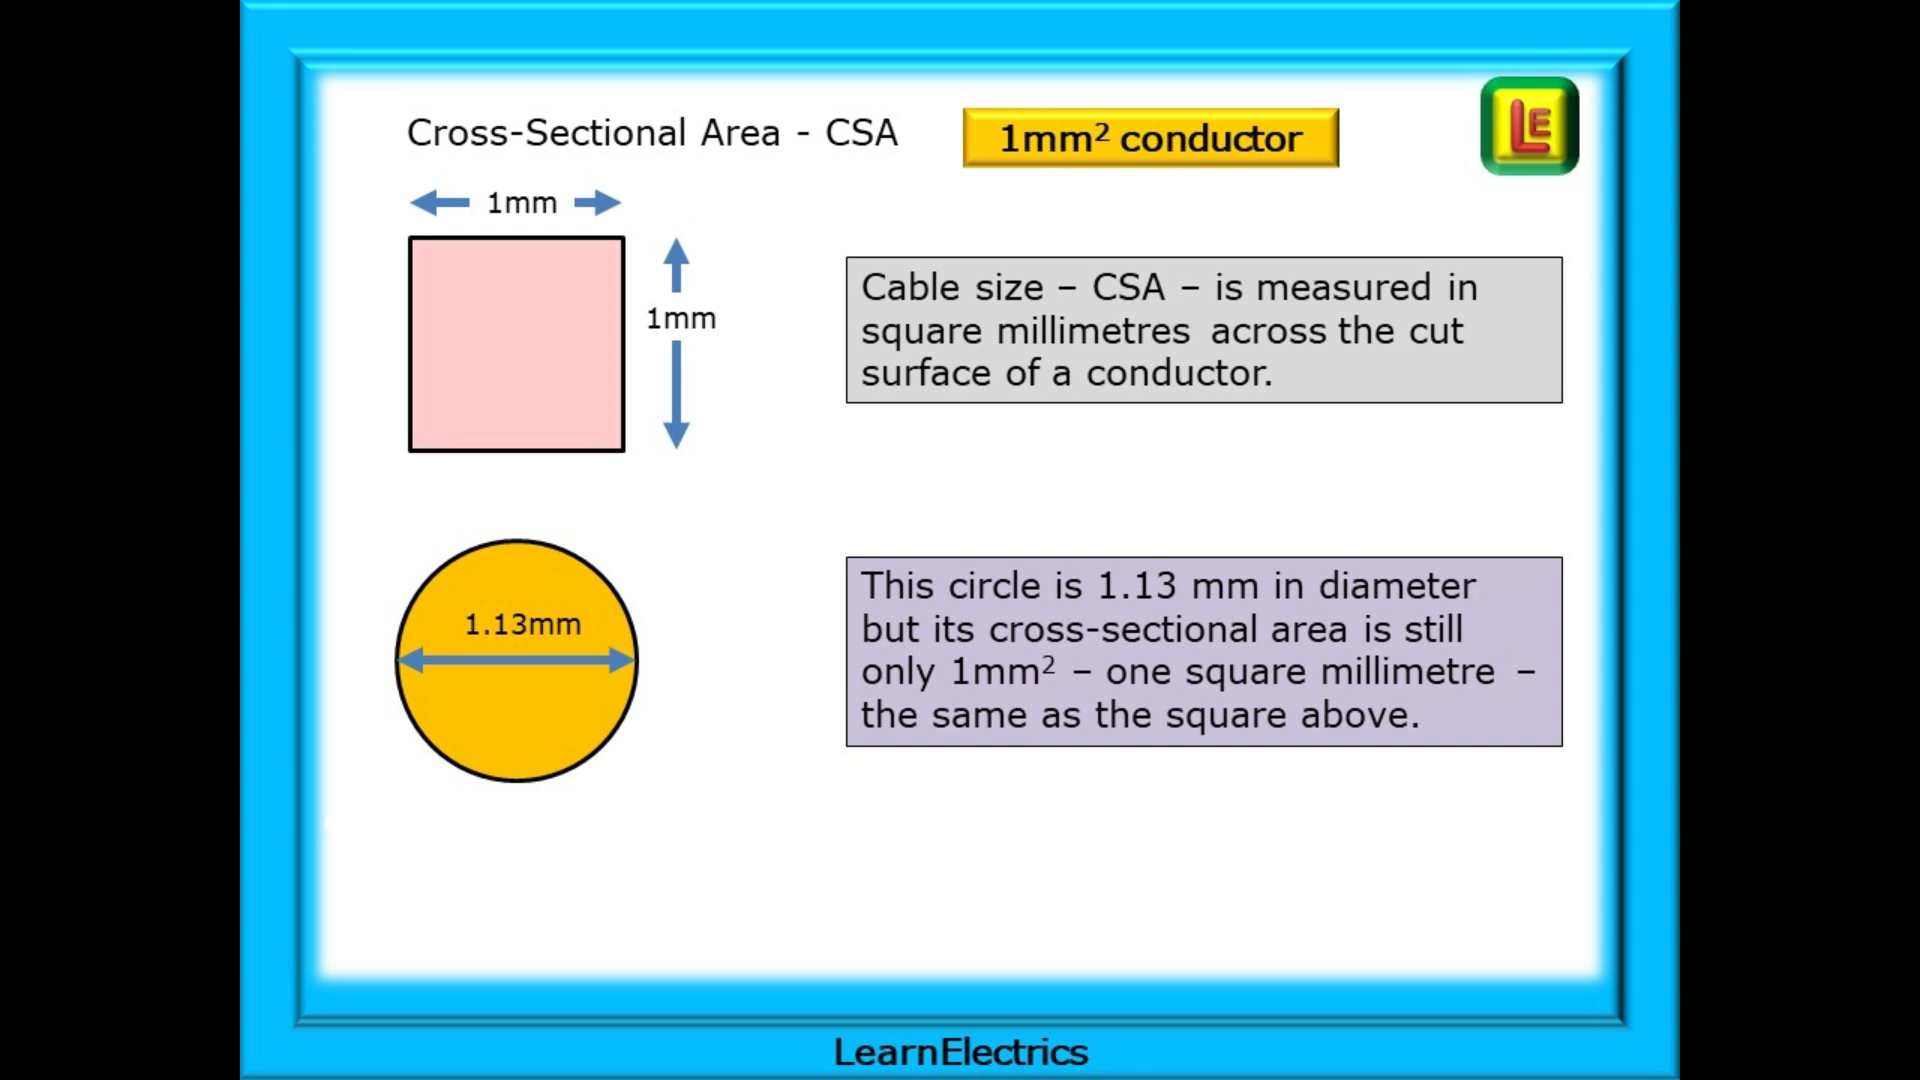 Cross-Sectional Area - CSA
1mm² conductor
LE
1mm
1mm
Cable size – CSA – is measured in
square millimetres across the cut
surface of a conductor.
1.13mm
This circle is 1.13 mm in diameter
but its cross-sectional area is still
only 1mm² – one square millimetre –
the same as the square above.
LearnElectrics